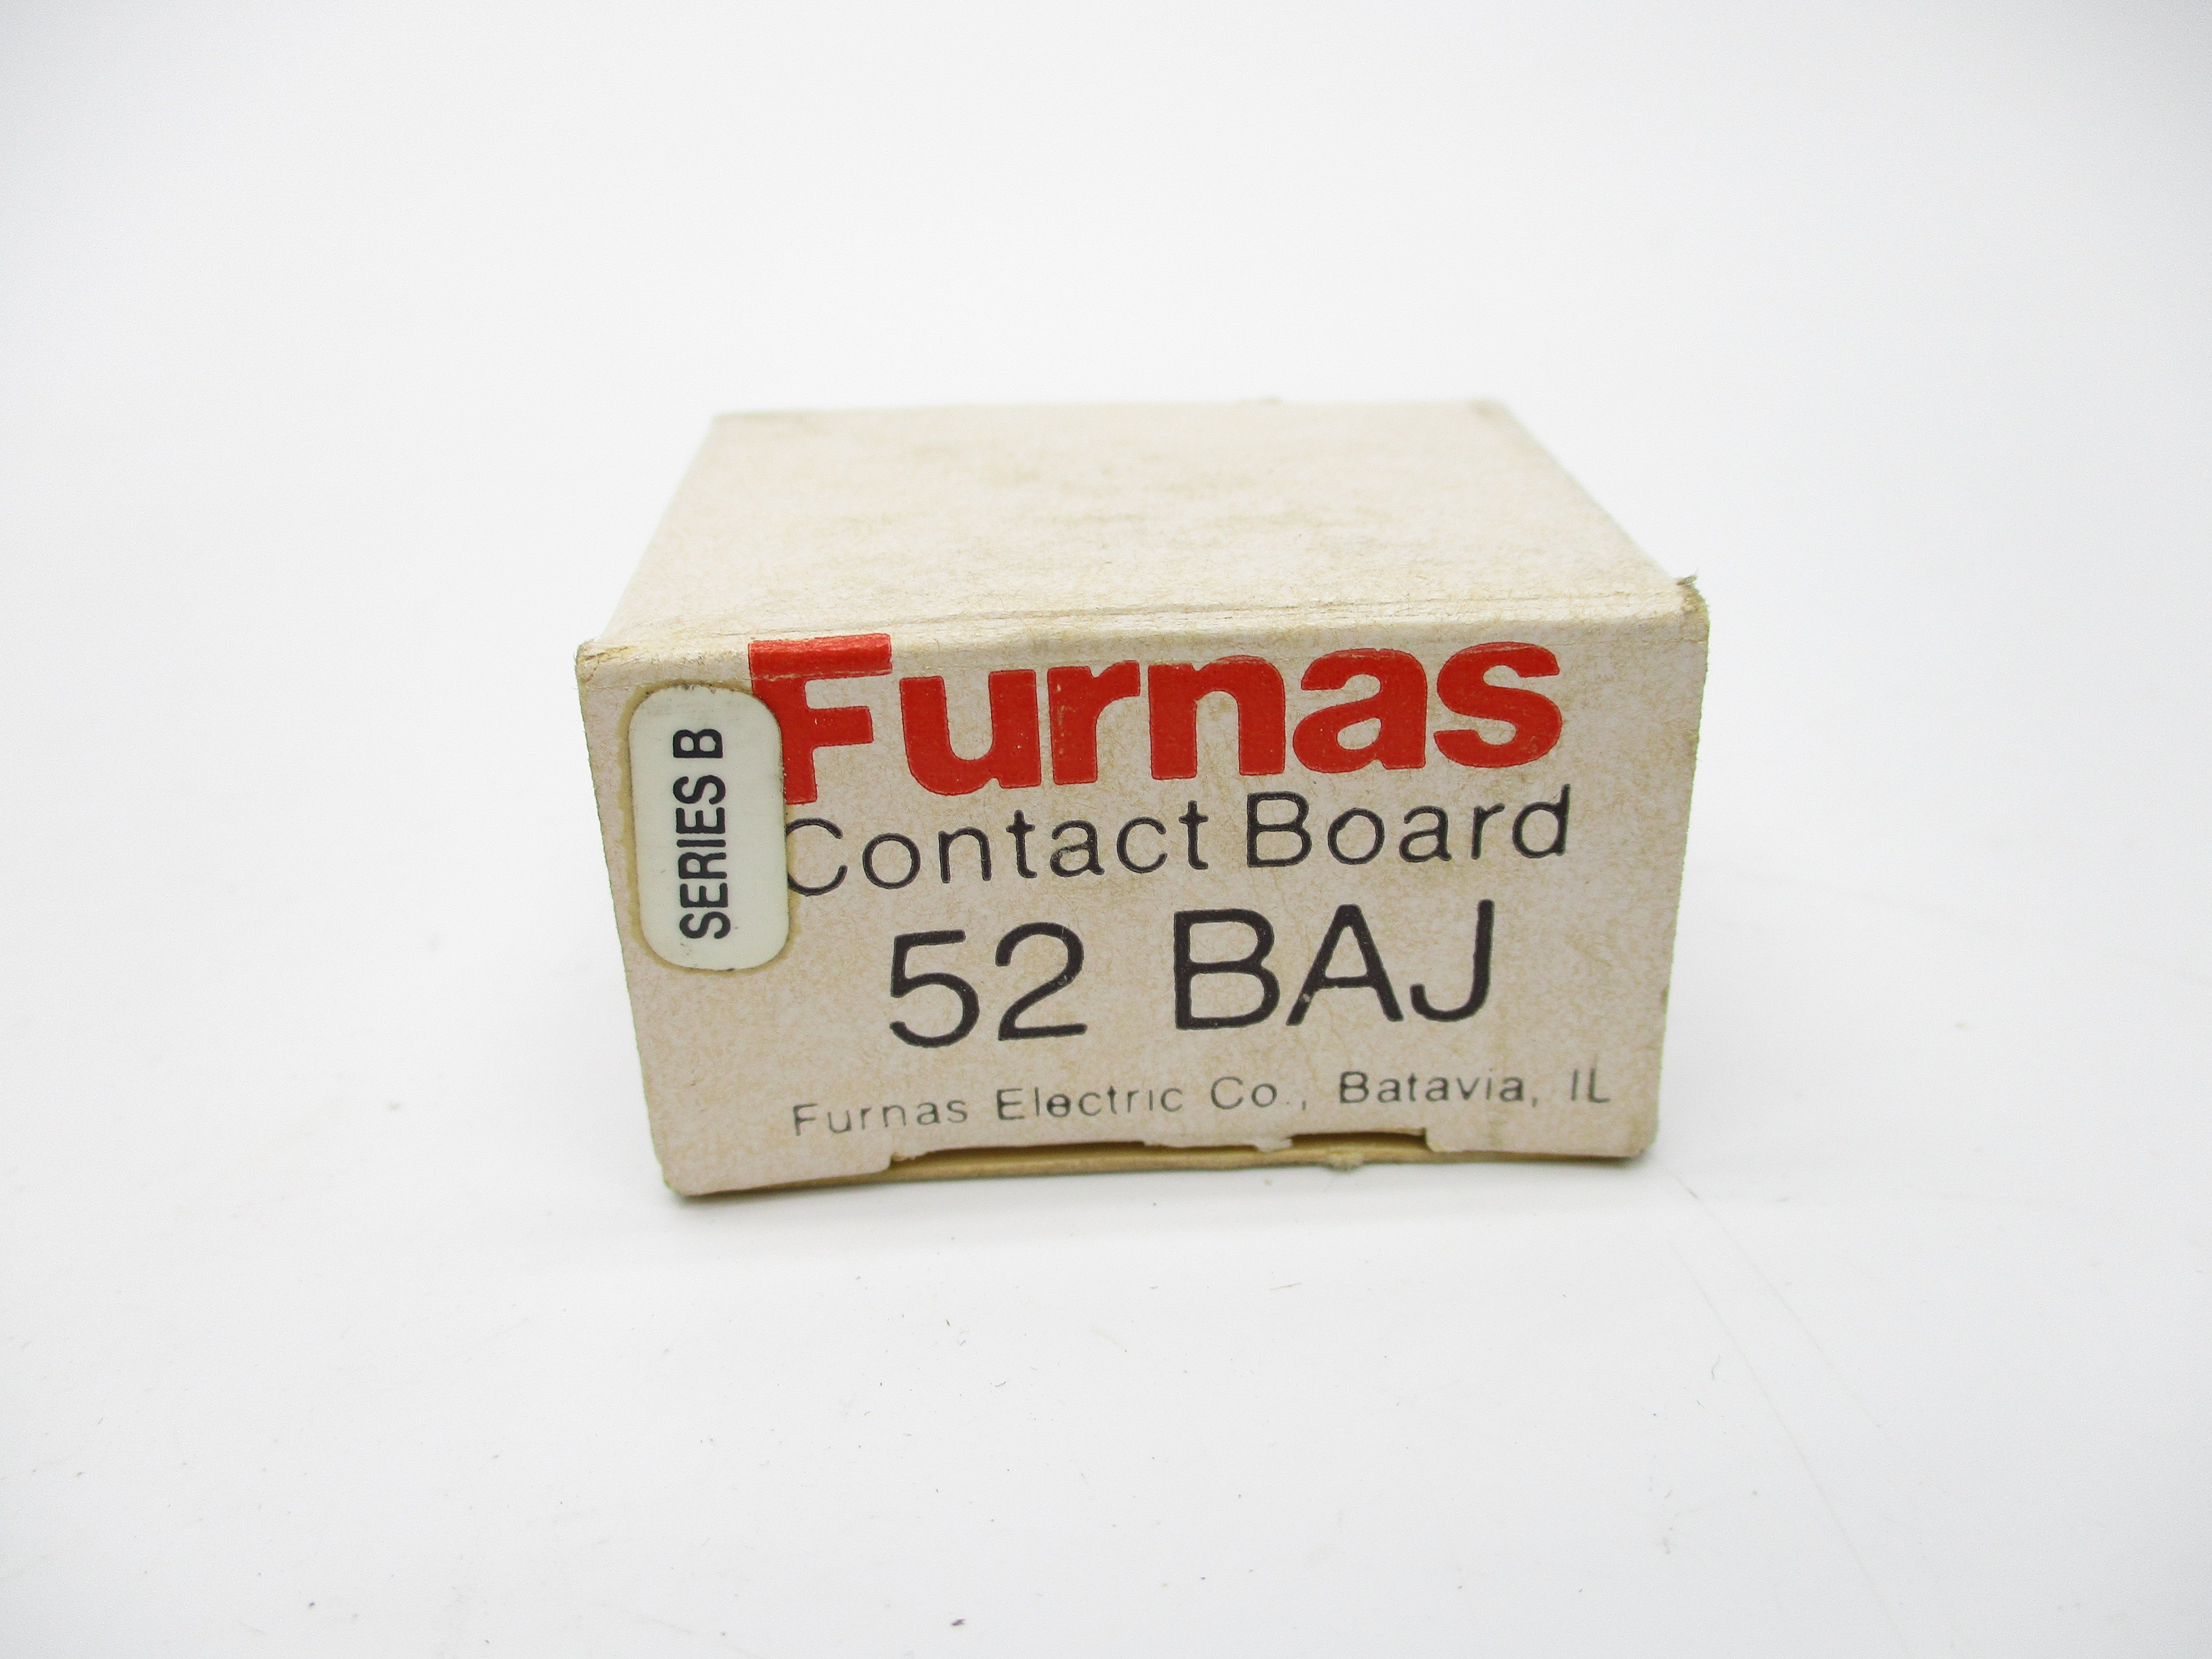 SERIES B
Furnas
Contact Board
52 BAJ
Furnas Electric Co., Batavia, IL